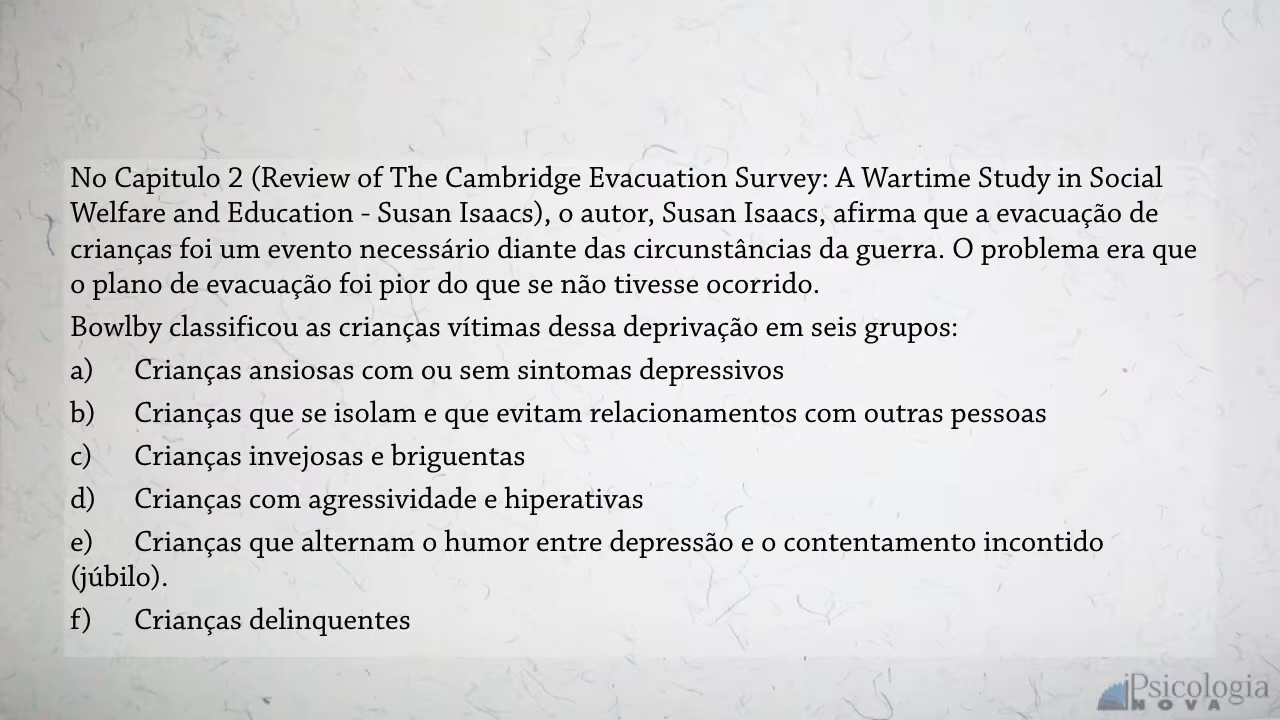 No Capitulo 2 (Review of The Cambridge Evacuation Survey: A Wartime Study in Social
Welfare and Education - Susan Isaacs), o autor, Susan Isaacs, afirma que a evacuação de
crianças foi um evento necessário diante das circunstâncias da guerra. O problema era que
o plano de evacuação foi pior do que se não tivesse ocorrido.
Bowlby classificou as crianças vítimas dessa deprivação em seis grupos:
a) Crianças ansiosas com ou sem sintomas depressivos
b) Crianças que se isolam e que evitam relacionamentos com outras pessoas
c) Crianças invejosas e briguentas
d) Crianças com agressividade e hiperativas
e) Crianças que alternam o humor entre depressão e o contentamento incontido
(júbilo).
f) Crianças delinquentes
Psicologia
NOVA